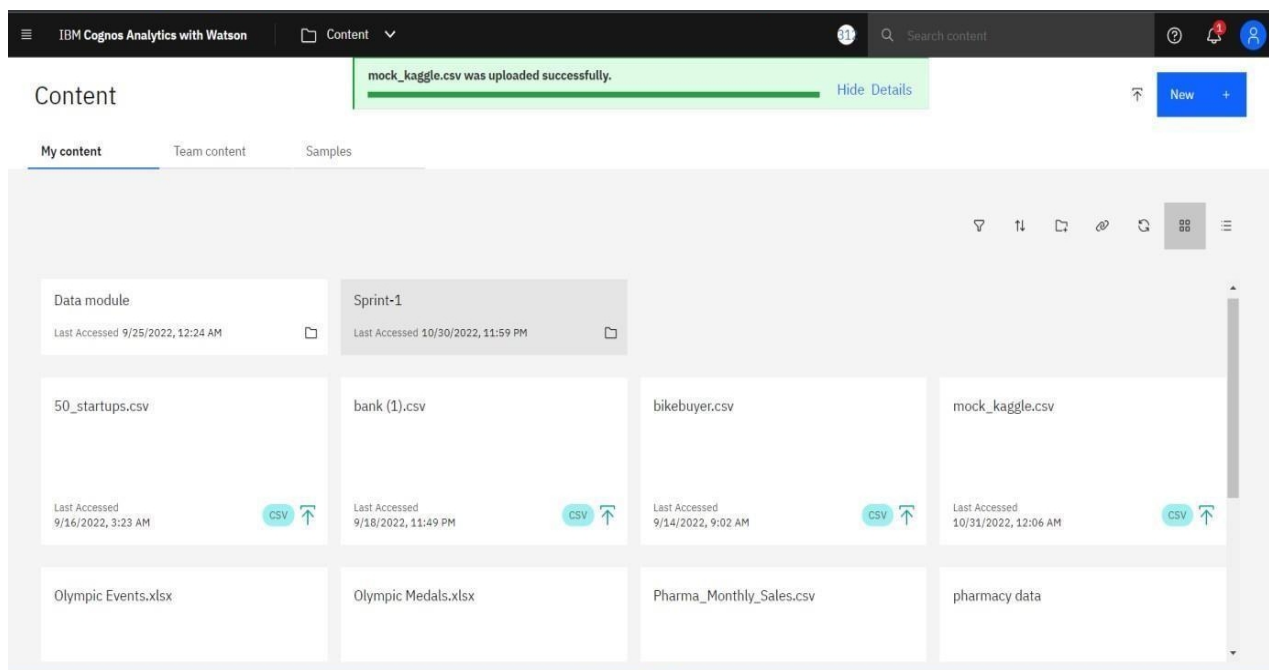 IBM Cognos Analytics with Watson
Content
Search content
1
mock_kaggle.csv was uploaded successfully.
Hide Details
Content
New +
My content
Team content
Samples
Data module
Last Accessed 9/25/2022, 12:24 AM
Sprint-1
Last Accessed 10/30/2022, 11:59 PM
50_startups.csv
Last Accessed
9/16/2022, 3:23 AM
CSV
bank (1).csv
Last Accessed
9/18/2022, 11:49 PM
CSV
bikebuyer.csv
Last Accessed
9/14/2022, 9:02 AM
CSV
mock_kaggle.csv
Last Accessed
10/31/2022, 12:06 AM
CSV
Olympic Events.xlsx
Olympic Medals.xlsx
Pharma_Monthly_Sales.csv
pharmacy data